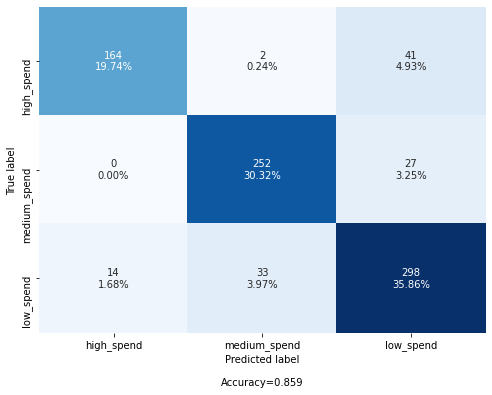 164 2 41
19.74% 0.24% 4.93%
high_spend
0 252 27
0.00% 30.32% 3.25%
medium_spend
True label
14 33 298
1.68% 3.97% 35.86%
low_spend
high_spend medium_spend low_spend
Predicted label
Accuracy=0.859